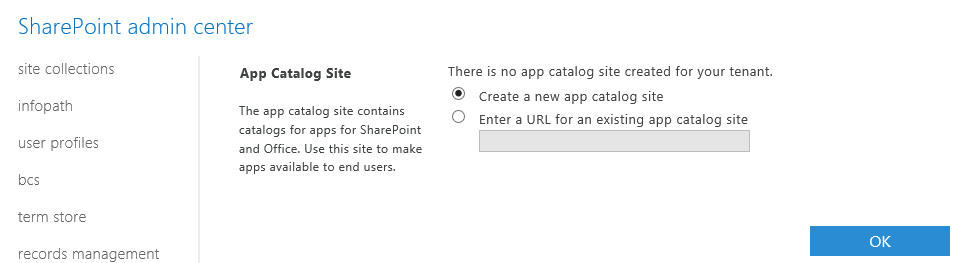 SharePoint admin center
site collections
infopath
user profiles
bcs
term store
records management
App Catalog Site
The app catalog site contains
catalogs for apps for SharePoint
and Office. Use this site to make
apps available to end users.
There is no app catalog site created for your tenant.
Create a new app catalog site
Enter a URL for an existing app catalog site
OK